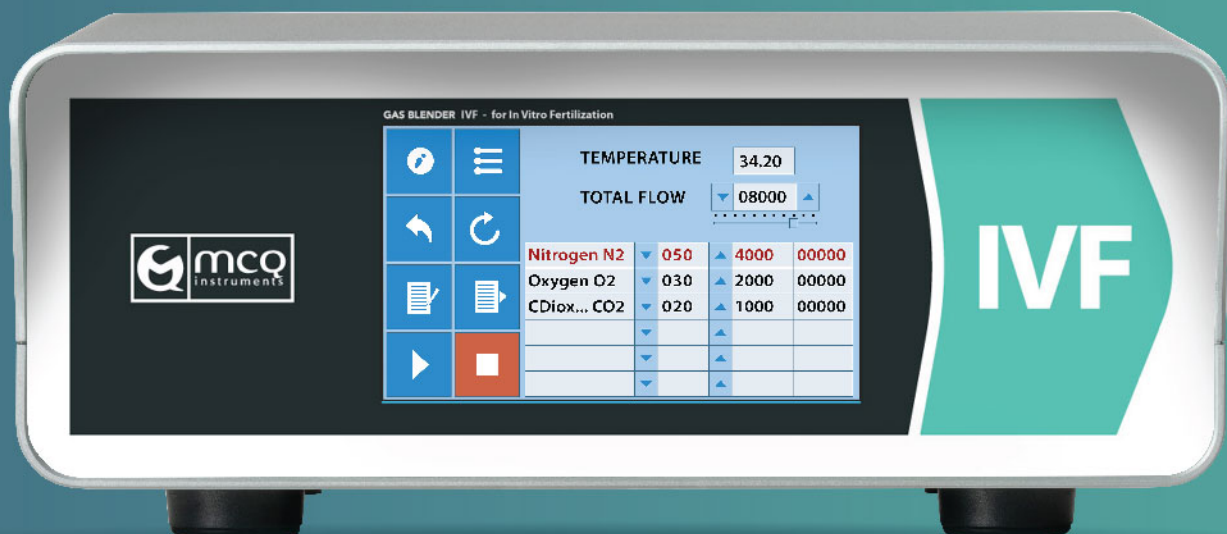 GAS BLENDER IVF - for In Vitro Fertilization
TEMPERATURE 34.20
TOTAL FLOW 08000
mcq
instruments
Nitrogen N2 050 4000 00000
Oxygen O2 030 2000 00000
CDiox... CO2 020 1000 00000
IVF